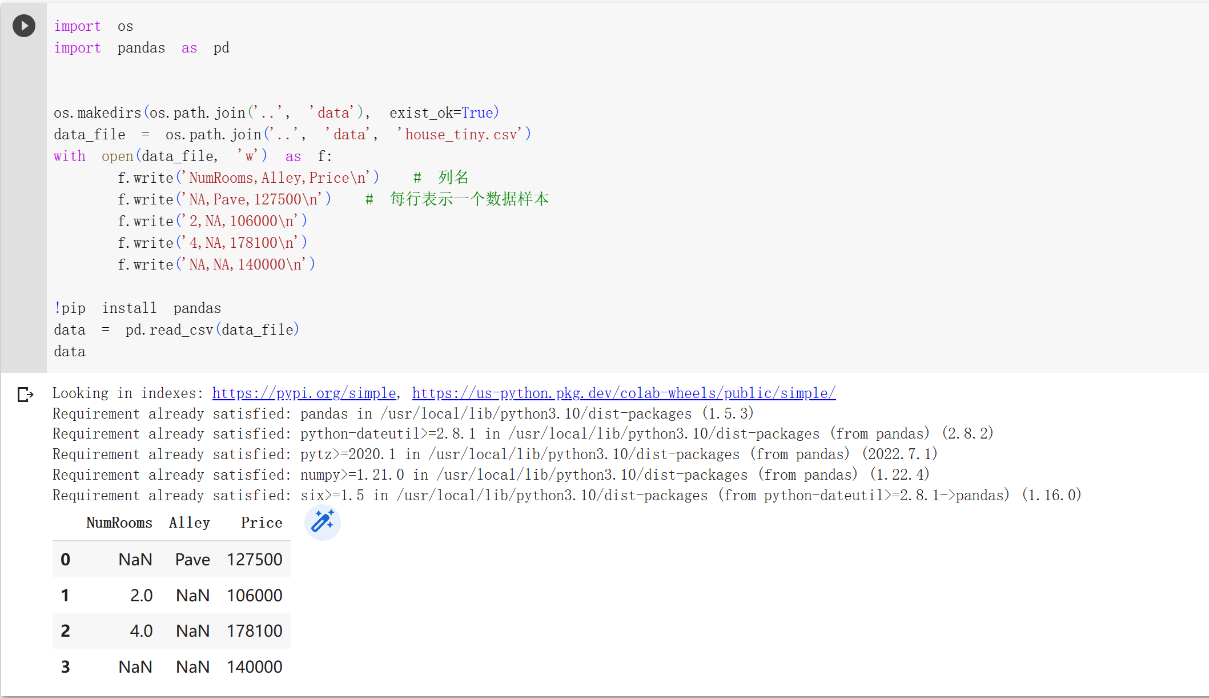 import os
import pandas as pd
os.makedirs(os.path.join('..', 'data'), exist_ok=True)
data_file = os.path.join('..', 'data', 'house_tiny.csv')
with open(data_file, 'w') as f:
f.write('NumRooms,Alley,Price\n') # 列名
f.write('NA,Pave,127500\n') # 每行表示一个数据样本
f.write('2,NA,106000\n')
f.write('4,NA,178100\n')
f.write('NA,NA,140000\n')
!pip install pandas
data = pd.read_csv(data_file)
data
Looking in indexes: https://pypi.org/simple, https://us-python.pkg.dev/colab-wheels/public/simple/
Requirement already satisfied: pandas in /usr/local/lib/python3.10/dist-packages (1.5.3)
Requirement already satisfied: python-dateutil>=2.8.1 in /usr/local/lib/python3.10/dist-packages (from pandas) (2.8.2)
Requirement already satisfied: pytz>=2020.1 in /usr/local/lib/python3.10/dist-packages (from pandas) (2022.7.1)
Requirement already satisfied: numpy>=1.21.0 in /usr/local/lib/python3.10/dist-packages (from pandas) (1.22.4)
Requirement already satisfied: six>=1.5 in /usr/local/lib/python3.10/dist-packages (from python-dateutil>=2.8.1->pandas) (1.16.0)
NumRooms Alley Price
0 NaN Pave 127500
1 2.0 NaN 106000
2 4.0 NaN 178100
3 NaN NaN 140000